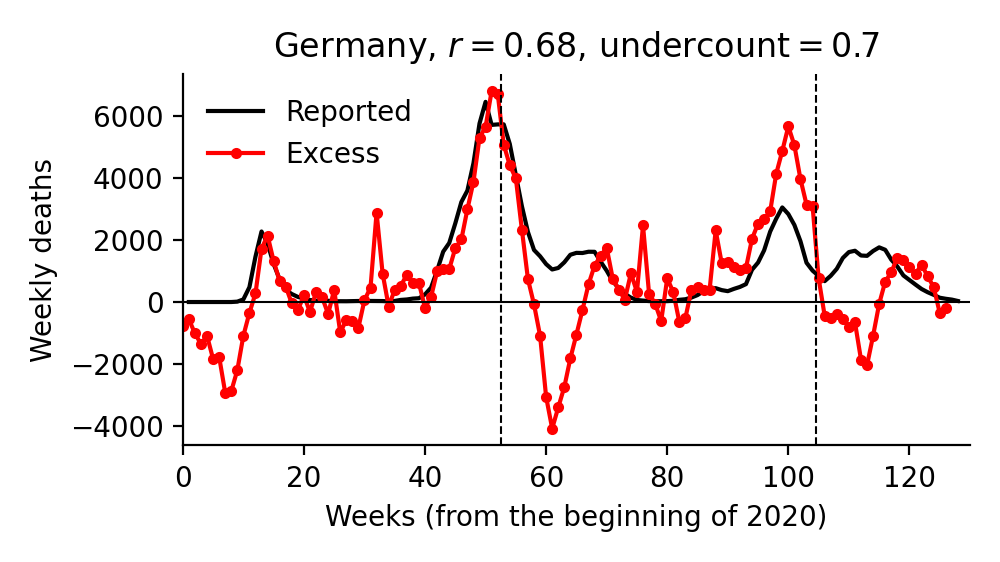 Germany, r = 0.68, undercount = 0.7
Reported
Excess
Weekly deaths
6000
4000
2000
0
−2000
−4000
0 20 40 60 80 100 120
Weeks (from the beginning of 2020)